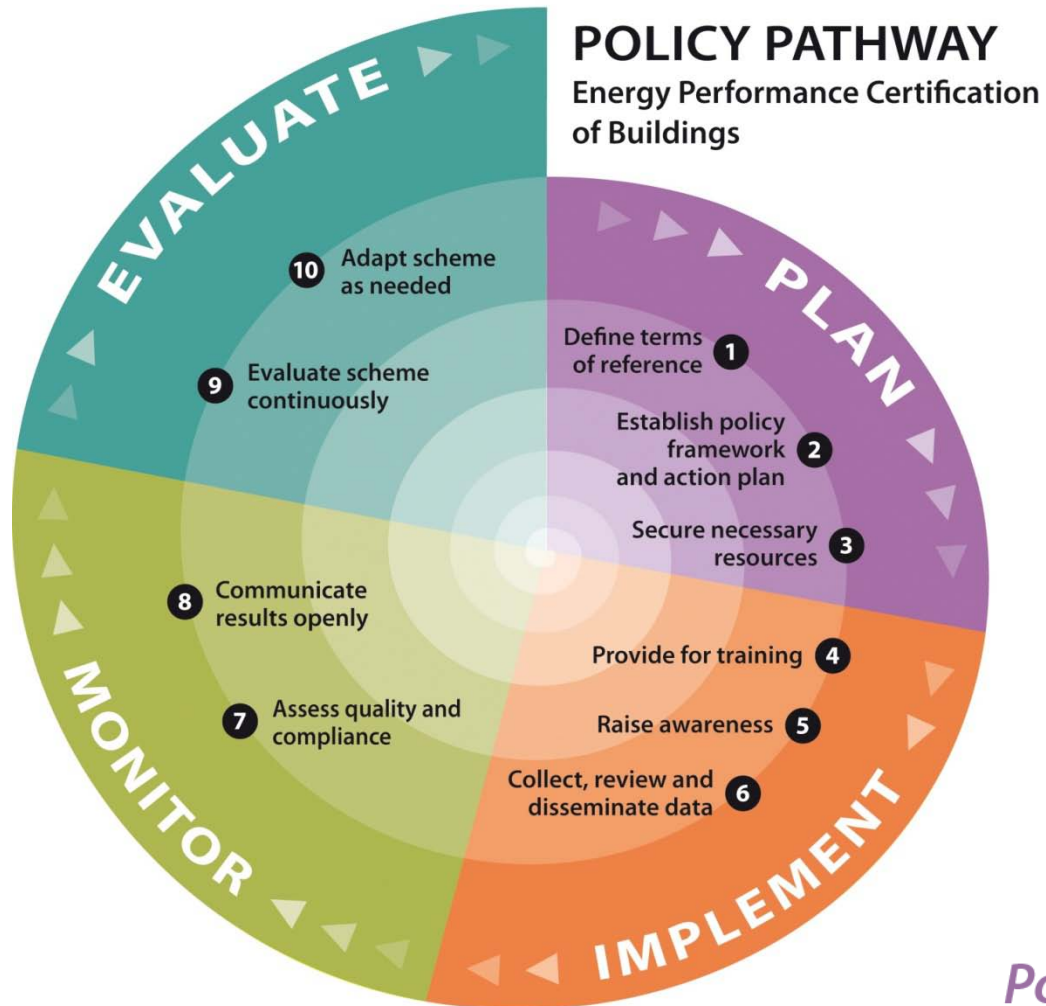 POLICY PATHWAY
Energy Performance Certification
of Buildings
PLAN
1
Define terms
of reference
2
Establish policy
framework
and action plan
3
Secure necessary
resources
IMPLEMENT
4
Provide for training
5
Raise awareness
6
Collect, review and
disseminate data
MONITOR
7
Assess quality and
compliance
8
Communicate
results openly
EVALUATE
9
Evaluate scheme
continuously
10
Adapt scheme
as needed